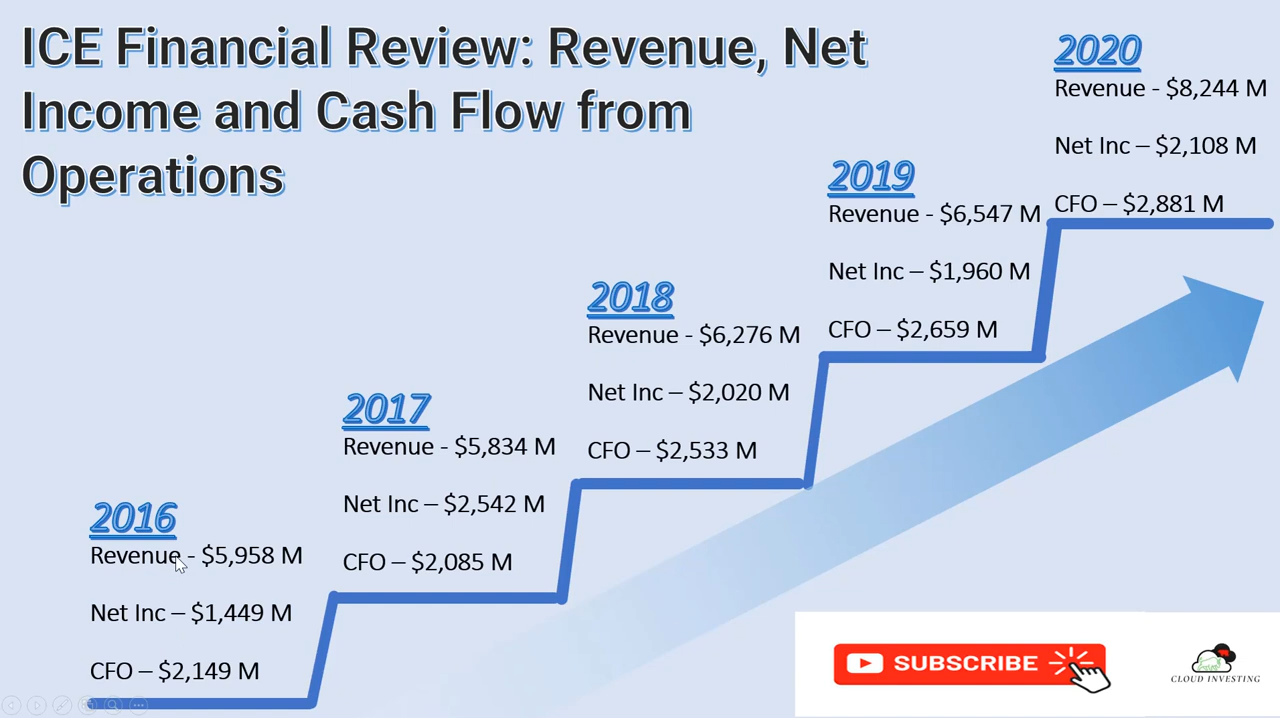 ICE Financial Review: Revenue, Net
Income and Cash Flow from
Operations
2016
Revenue - $5,958 M
Net Inc – $1,449 M
CFO – $2,149 M
2017
Revenue - $5,834 M
Net Inc – $2,542 M
CFO – $2,085 M
2018
Revenue - $6,276 M
Net Inc – $2,020 M
CFO – $2,533 M
2019
Revenue - $6,547 M
Net Inc – $1,960 M
CFO – $2,659 M
2020
Revenue - $8,244 M
Net Inc – $2,108 M
CFO – $2,881 M
SUBSCRIBE
CLOUD INVESTING